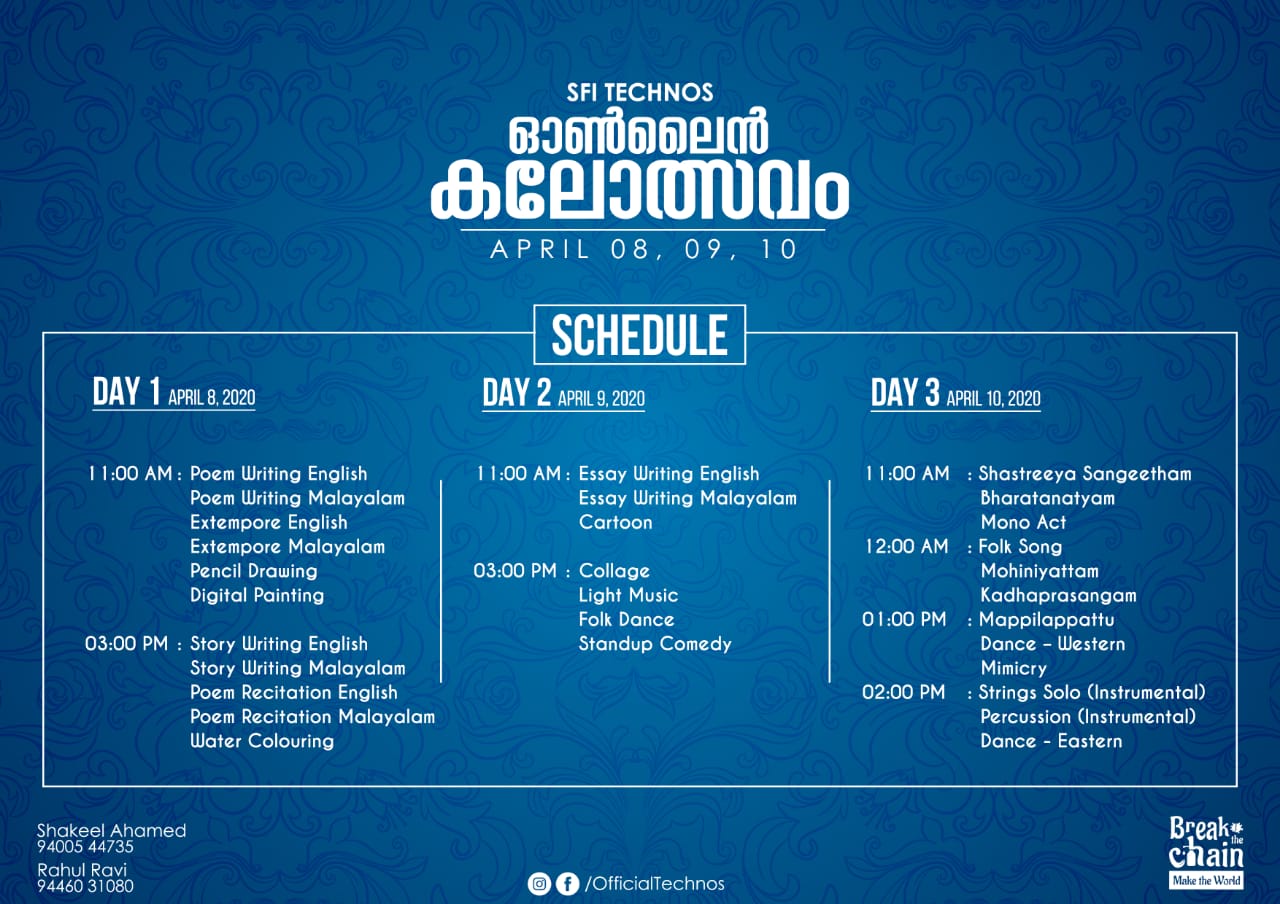 SFI TECHNOS
ഓൺലൈൻ
കലോത്സവം
APRIL 08, 09, 10
SCHEDULE
DAY 1 APRIL 8, 2020
11:00 AM : Poem Writing English
Poem Writing Malayalam
Extempore English
Extempore Malayalam
Pencil Drawing
Digital Painting
03:00 PM : Story Writing English
Story Writing Malayalam
Poem Recitation English
Poem Recitation Malayalam
Water Colouring
DAY 2 APRIL 9, 2020
11:00 AM : Essay Writing English
Essay Writing Malayalam
Cartoon
03:00 PM : Collage
Light Music
Folk Dance
Standup Comedy
DAY 3 APRIL 10, 2020
11:00 AM : Shastreeya Sangeetham
Bharatanatyam
Mono Act
12:00 AM : Folk Song
Mohiniyattam
Kadhaprasangam
01:00 PM : Mappilappattu
Dance – Western
Mimicry
02:00 PM : Strings Solo (Instrumental)
Percussion (Instrumental)
Dance - Eastern
Shakeel Ahamed
94005 44735
Rahul Ravi
94460 31080
/OfficialTechnos
Break
the
chain
Make the World